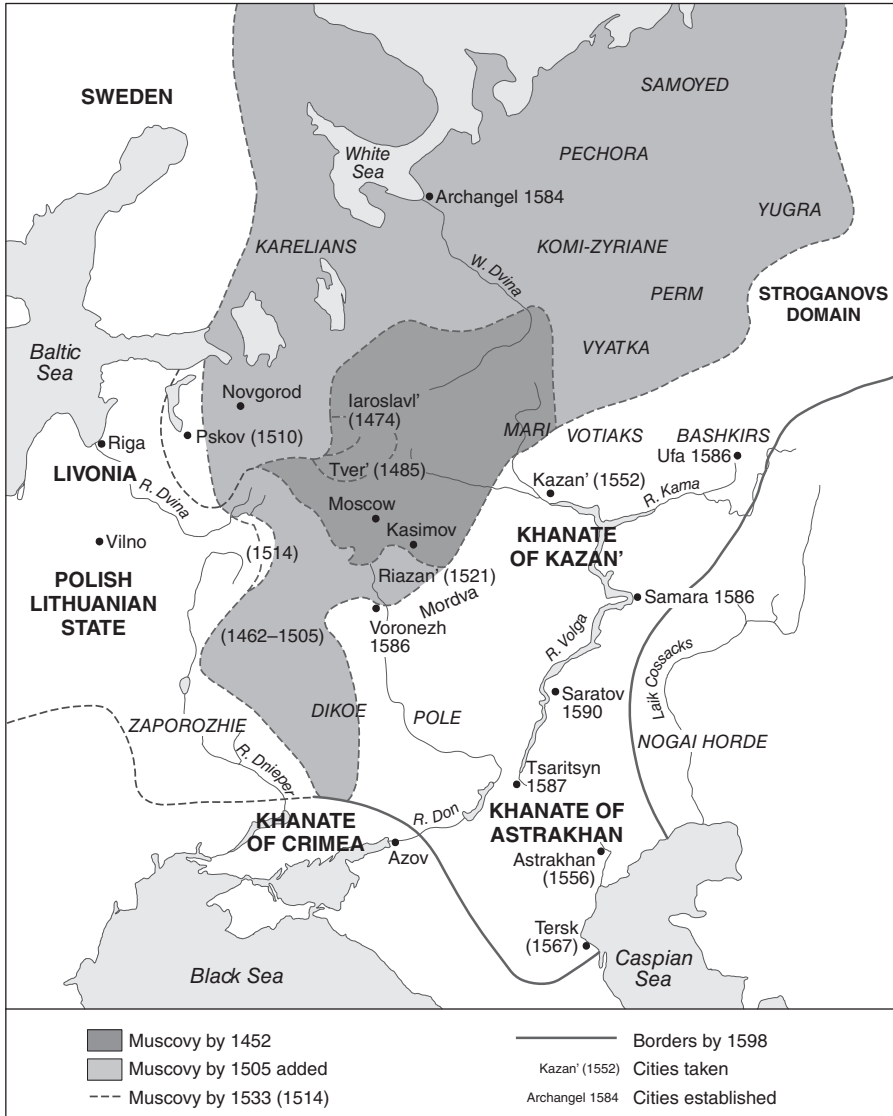 SAMOYED
SWEDEN
White
Sea
PECHORA
Archangel 1584
YUGRA
KARELIANS
KOMI-ZYRIANE
W. Dvina
PERM
STROGANOVS
DOMAIN
VYATKA
Baltic
Sea
Novgorod
Iaroslavl'
(1474)
Pskov (1510)
Riga
MARI
VOTIAKS
BASHKIRS
Ufa 1586
LIVONIA
Tver' (1485)
R. Dvina
Kazan' (1552)
R. Kama
Moscow
Kasimov
KHANATE
OF KAZAN'
Vilno
(1514)
POLISH
LITHUANIAN
STATE
Riazan' (1521)
Mordva
Samara 1586
(1462–1505)
Voronezh
1586
R. Volga
Laik Cossacks
Saratov
1590
ZAPOROZHIE
DIKOE
POLE
NOGAI HORDE
R. Dnieper
Tsaritsyn
1587
KHANATE
OF CRIMEA
R. Don
KHANATE OF
ASTRAKHAN
Azov
Astrakhan
(1556)
Tersk
(1567)
Black Sea
Caspian
Sea
Muscovy by 1452
Muscovy by 1505 added
Muscovy by 1533 (1514)
Borders by 1598
Kazan' (1552) Cities taken
Archangel 1584 Cities established